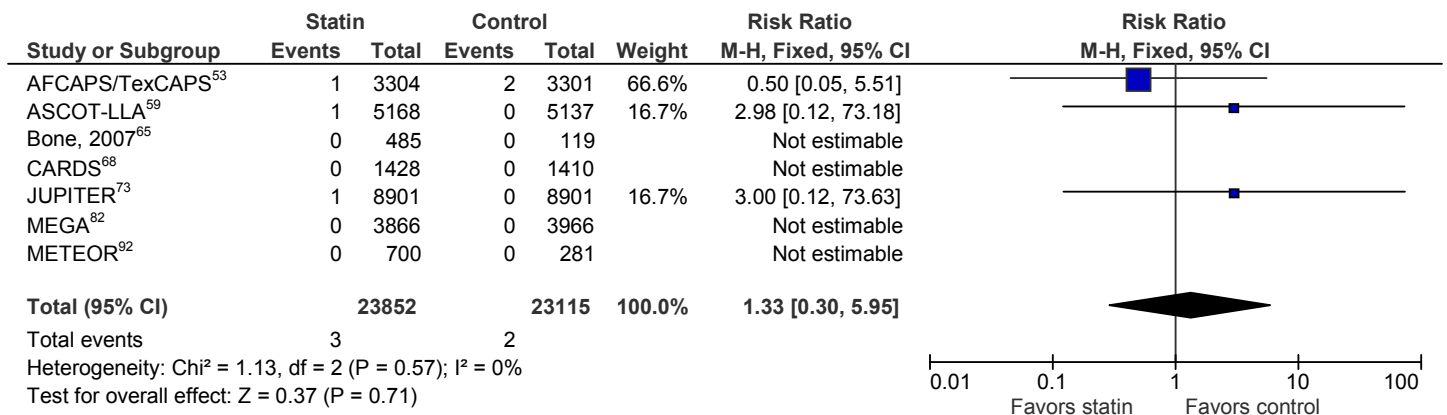 Statin Control Risk Ratio Risk Ratio
Study or Subgroup Events Total Events Total Weight M-H, Fixed, 95% CI M-H, Fixed, 95% CI
AFCAPS/TexCAPS53 1 3304 2 3301 66.6% 0.50 [0.05, 5.51]
ASCOT-LLA59 1 5168 0 5137 16.7% 2.98 [0.12, 73.18]
Bone, 200765 0 485 0 119 Not estimable
CARDS68 0 1428 0 1410 Not estimable
JUPITER73 1 8901 0 8901 16.7% 3.00 [0.12, 73.63]
MEGA82 0 3866 0 3966 Not estimable
METEOR92 0 700 0 281 Not estimable
Total (95% CI) 23852 23115 100.0% 1.33 [0.30, 5.95]
Total events 3 2
Heterogeneity: Chi² = 1.13, df = 2 (P = 0.57); I² = 0%
Test for overall effect: Z = 0.37 (P = 0.71)
0.01 0.1 1 10 100
Favors statin Favors control